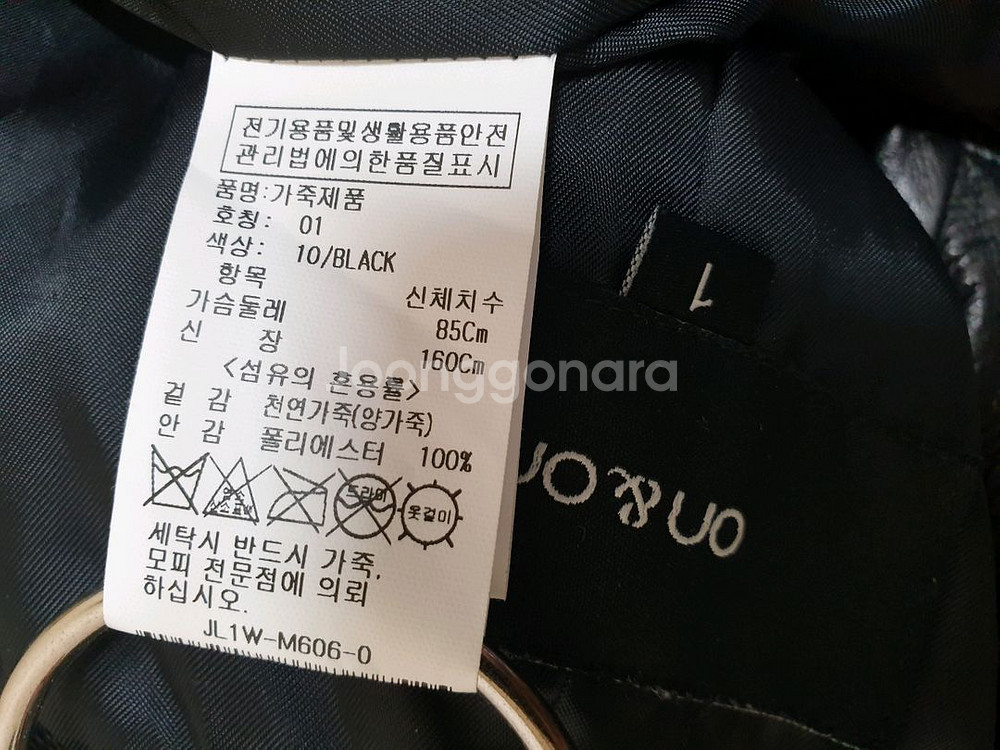 전기용품및생활용품안전
관리법에의한품질표시
품명:가죽제품
호칭: 01
색상: 10/BLACK
항목 신체치수
가슴둘레 85Cm
신 장 160Cm
<섬유의 혼용률>
겉 감 천연가죽(양가죽)
안 감 폴리에스터 100%
드라이
옷걸이
세탁시 반드시 가죽,
모피 전문점에 의뢰
하십시오.
JL1W-M606-0
1
on&on
loonggonara